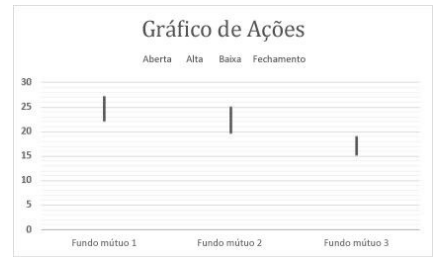 Gráfico de Ações
Aberta Alta Baixa Fechamento
30
25
20
15
10
5
0
Fundo mútuo 1 Fundo mútuo 2 Fundo mútuo 3